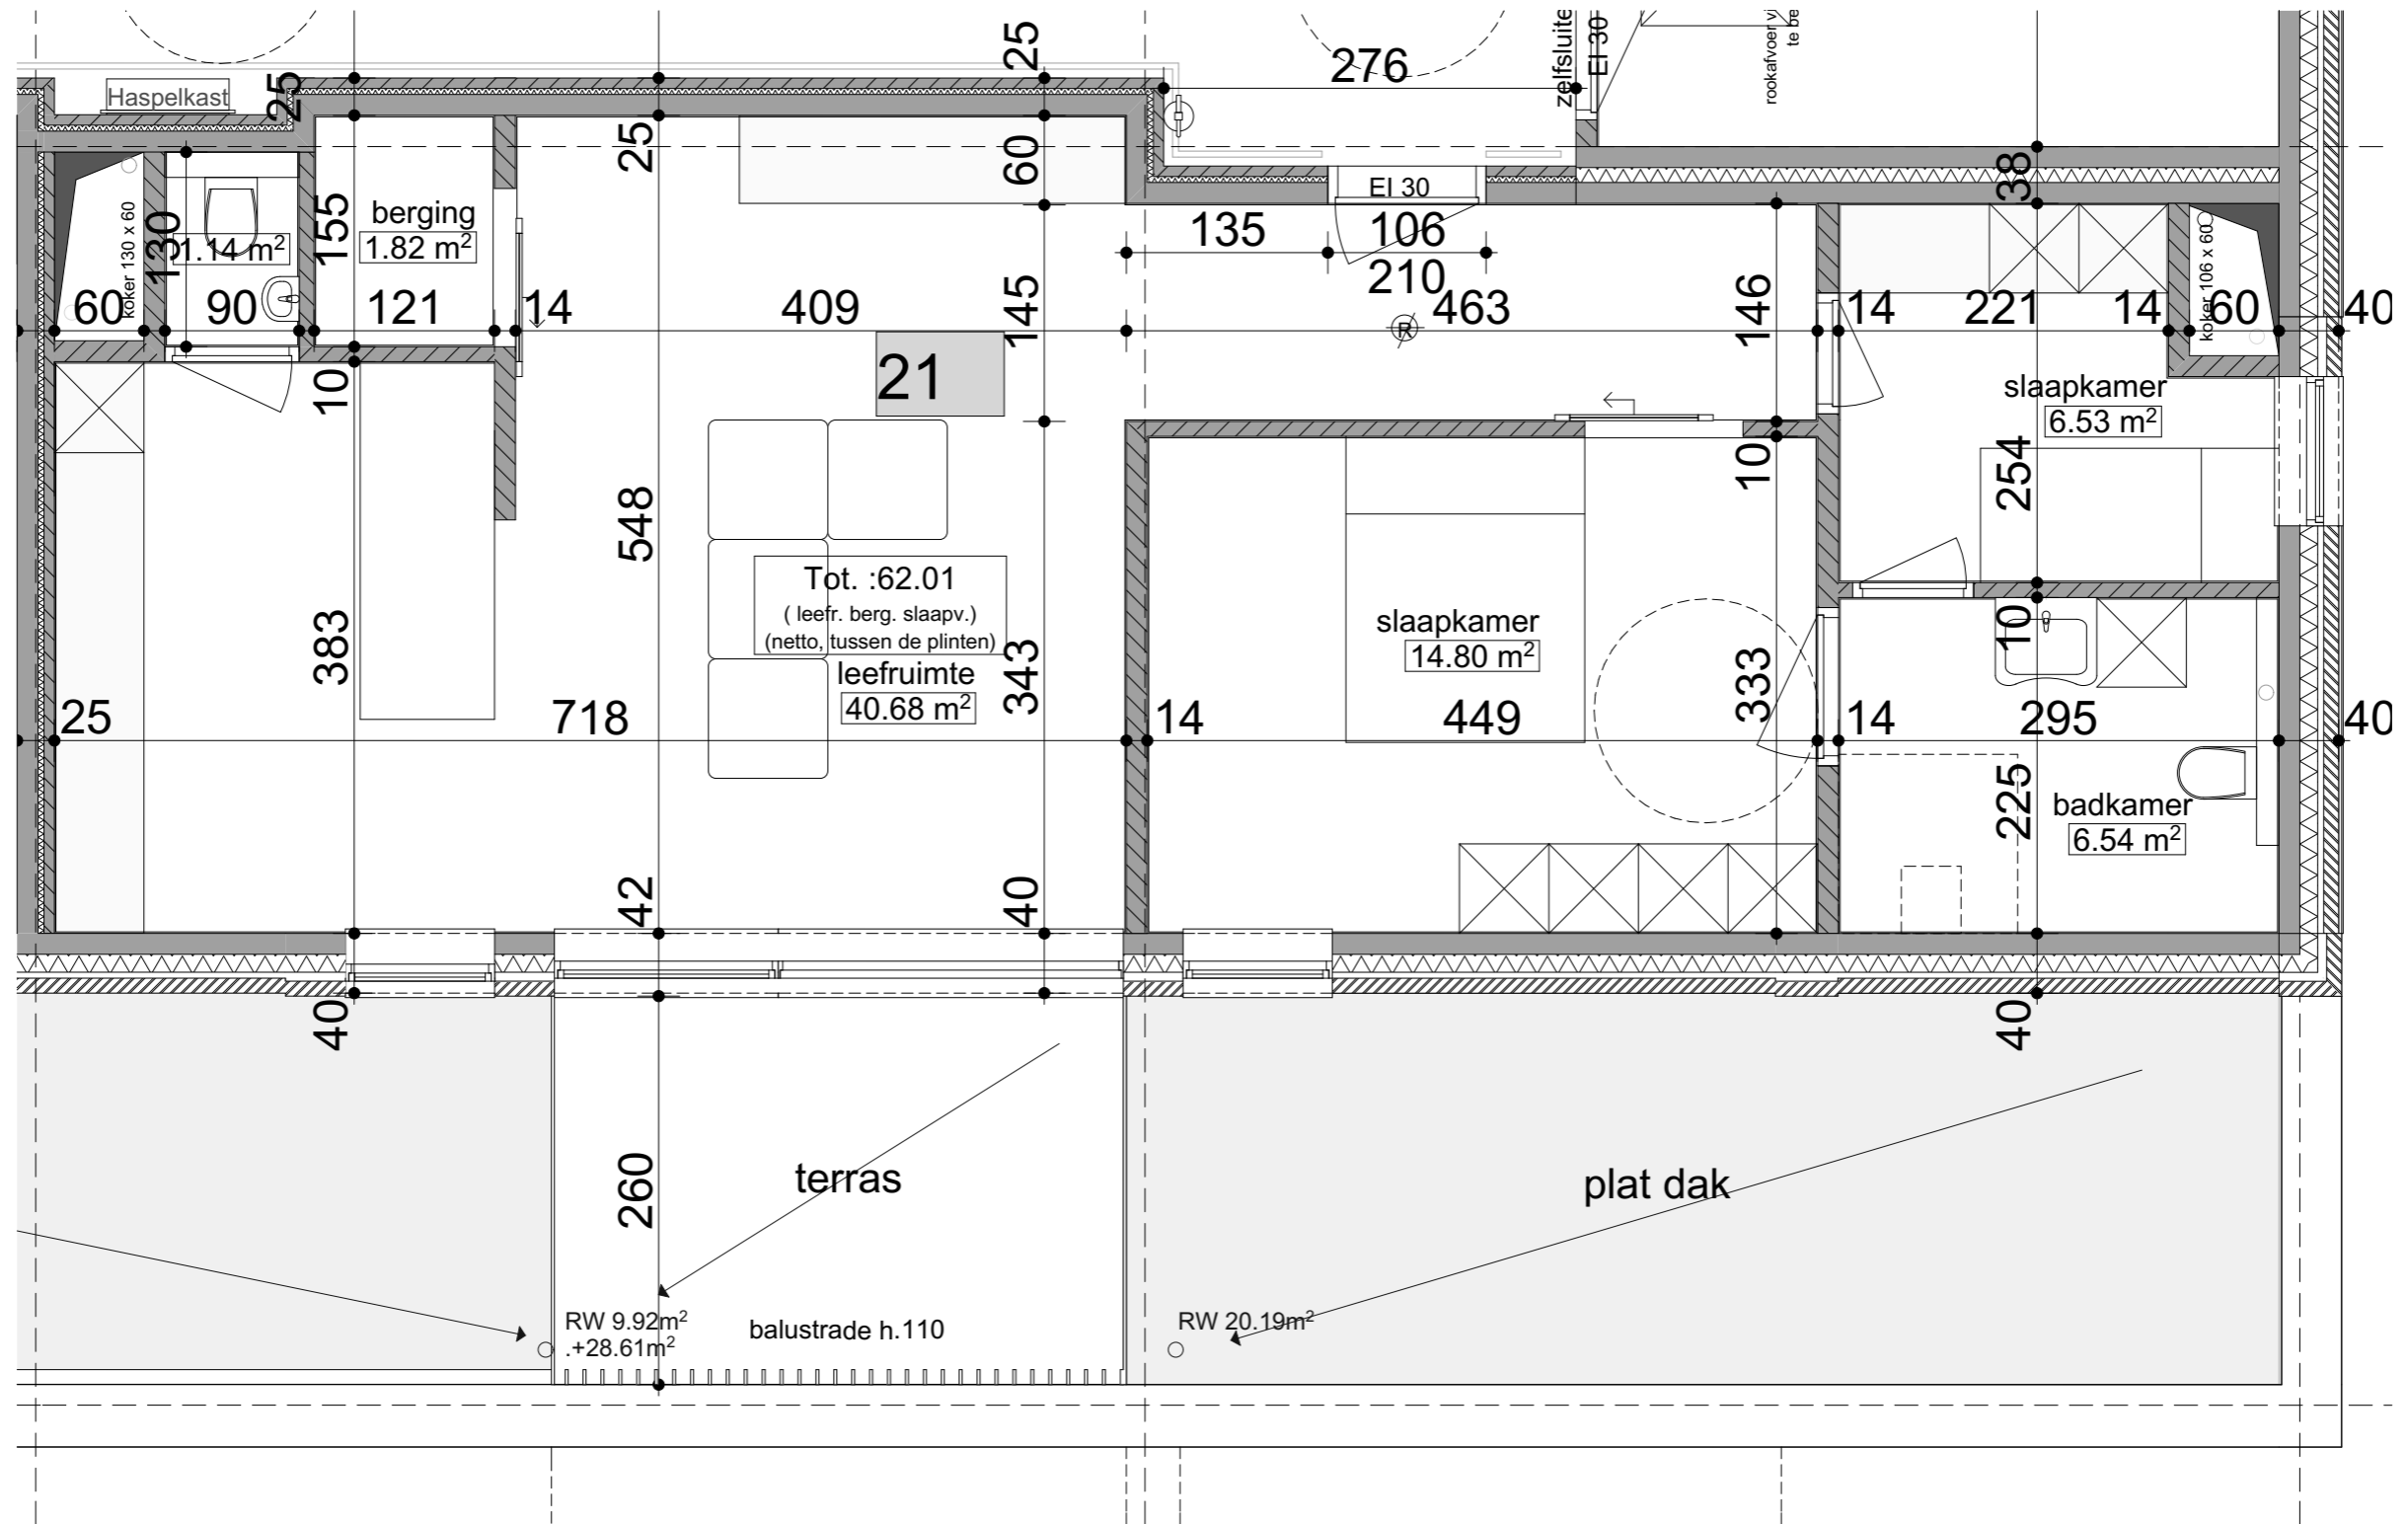 zelfsluite
EI 30
rookafvoer v
te be
Haspelkast
25
25
276
25
60
38
EI 30
koker 130 x 60
130
1.14 m²
155
berging
1.82 m²
135
106
210
koker 106 x 60
60
90
121
14
409
145
463
146
14
221
14
60
40
10
21
slaapkamer
6.53 m²
10
254
548
Tot. :62.01
( leefr. berg. slaapv.)
(netto, tussen de plinten)
leefruimte
40.68 m²
383
343
slaapkamer
14.80 m²
333
10
25
718
14
449
14
295
40
225
badkamer
6.54 m²
42
40
40
40
260
terras
plat dak
RW 9.92m²
.+28.61m²
balustrade h.110
RW 20.19m²
R